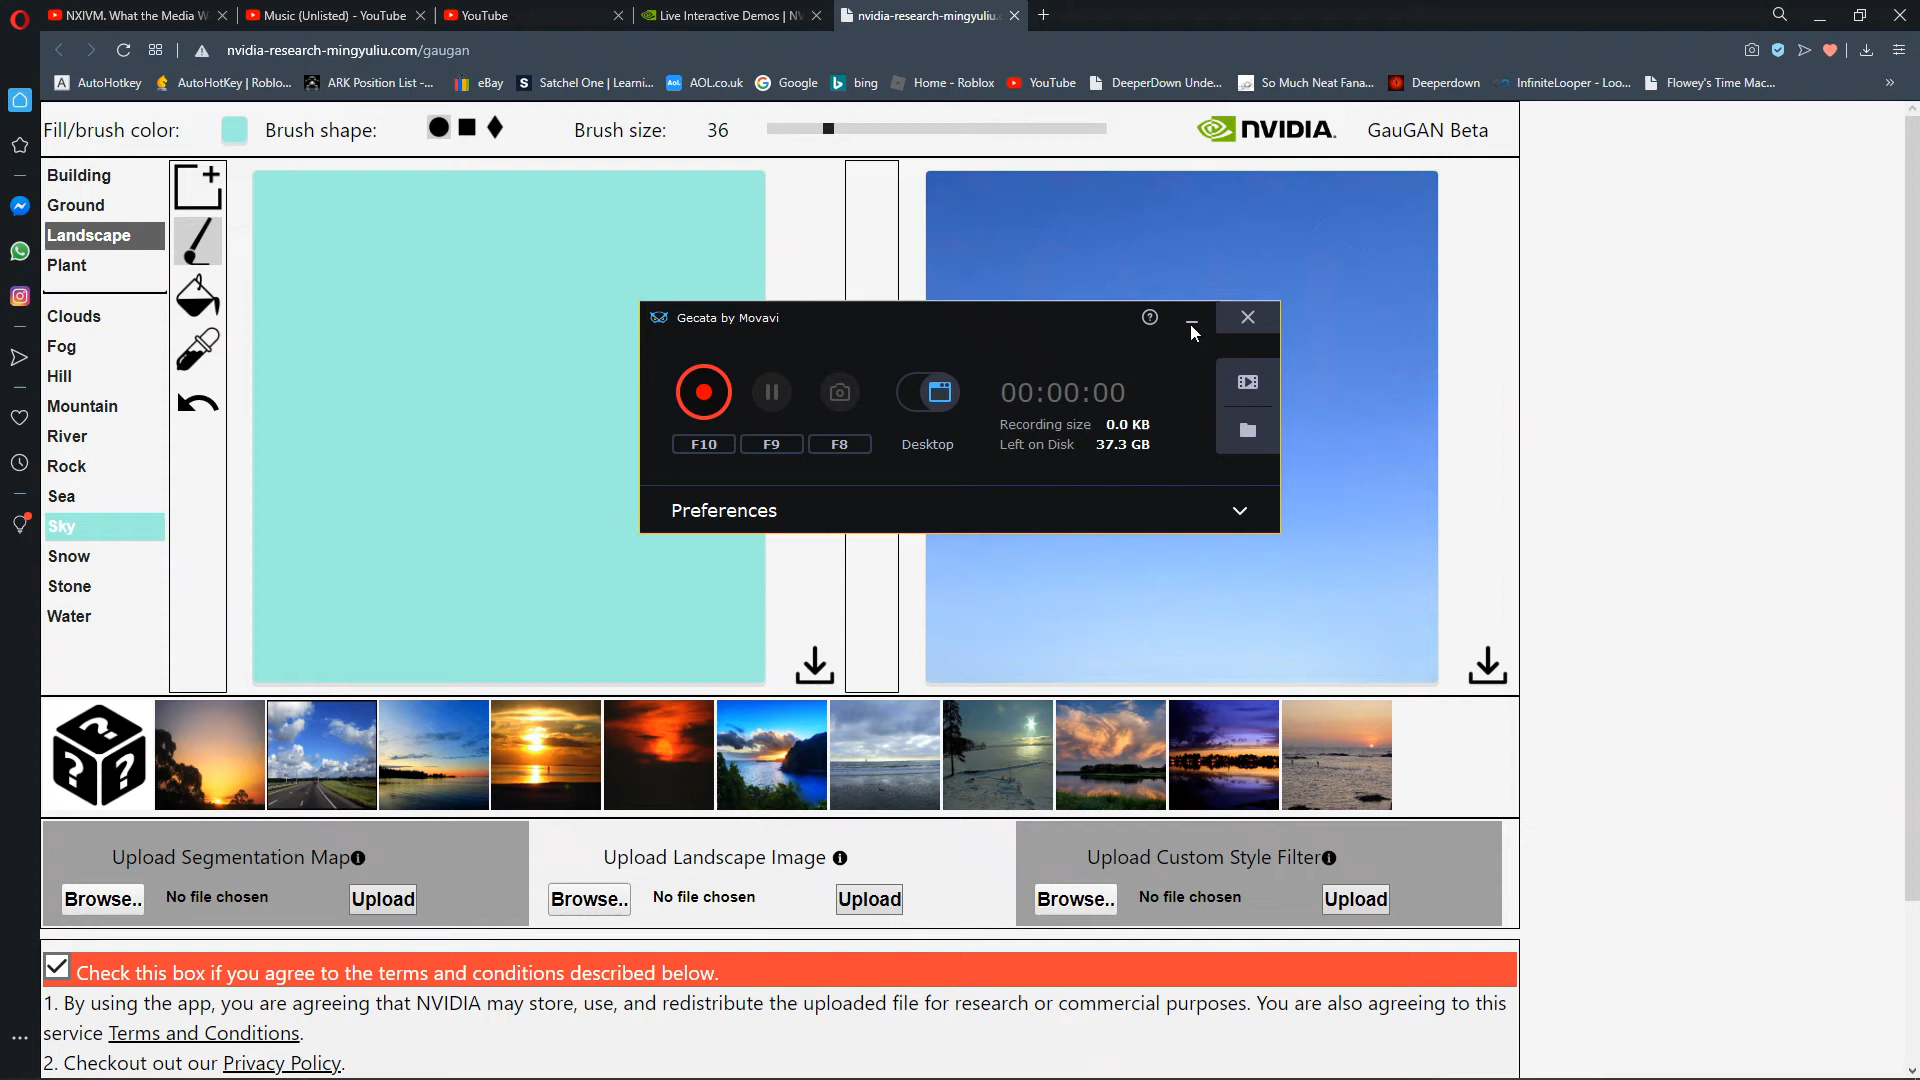 NXIVM. What the Media W
Music (Unlisted) - YouTube
YouTube
Live Interactive Demos | NV
nvidia-research-mingyuliu.
nvidia-research-mingyuliu.com/gaugan
AutoHotkey
AutoHotKey | Roblo...
ARK Position List -...
eBay
S Satchel One | Learni...
Aol. AOL.co.uk
Google
bing
Home - Roblox
YouTube
DeeperDown Unde...
So Much Neat Fana...
Deeperdown
InfiniteLooper - Loo...
Flowey's Time Mac...
»
Fill/brush color:
Brush shape:
Brush size: 36
NVIDIA.
GauGAN Beta
Building
Ground
Landscape
Plant
Clouds
Fog
Hill
Mountain
River
Rock
Sea
Sky
Snow
Stone
Water
Gecata by Movavi
00:00:00
Recording size 0.0 KB
Left on Disk 37.3 GB
F10 F9 F8 Desktop
Preferences
Upload Segmentation Map
Browse.. No file chosen Upload
Upload Landscape Image
Browse.. No file chosen Upload
Upload Custom Style Filter
Browse.. No file chosen Upload
Check this box if you agree to the terms and conditions described below.
1. By using the app, you are agreeing that NVIDIA may store, use, and redistribute the uploaded file for research or commercial purposes. You are also agreeing to this
service Terms and Conditions.
2. Checkout out our Privacy Policy.